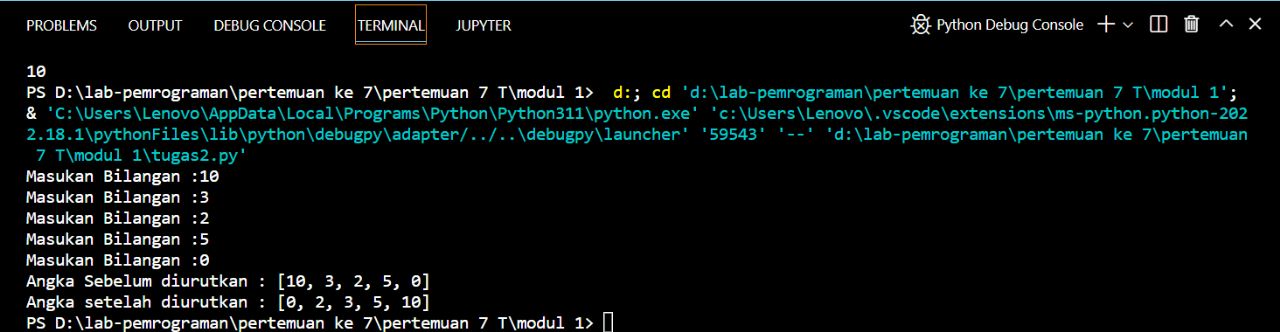 PROBLEMS OUTPUT DEBUG CONSOLE TERMINAL JUPYTER Python Debug Console
10
PS D:\lab-pemrograman\pertemuan ke 7\pertemuan 7 T\modul 1>  d:; cd 'd:\lab-pemrograman\pertemuan ke 7\pertemuan 7 T\modul 1';
& 'C:\Users\Lenovo\AppData\Local\Programs\Python\Python311\python.exe' 'c:\Users\Lenovo\.vscode\extensions\ms-python.python-202
2.18.1\pythonFiles\lib\python\debugpy\adapter/../..\debugpy\launcher' '59543' '--' 'd:\lab-pemrograman\pertemuan ke 7\pertemuan
 7 T\modul 1\tugas2.py'
Masukan Bilangan :10
Masukan Bilangan :3
Masukan Bilangan :2
Masukan Bilangan :5
Masukan Bilangan :0
Angka Sebelum diurutkan : [10, 3, 2, 5, 0]
Angka setelah diurutkan : [0, 2, 3, 5, 10]
PS D:\lab-pemrograman\pertemuan ke 7\pertemuan 7 T\modul 1>